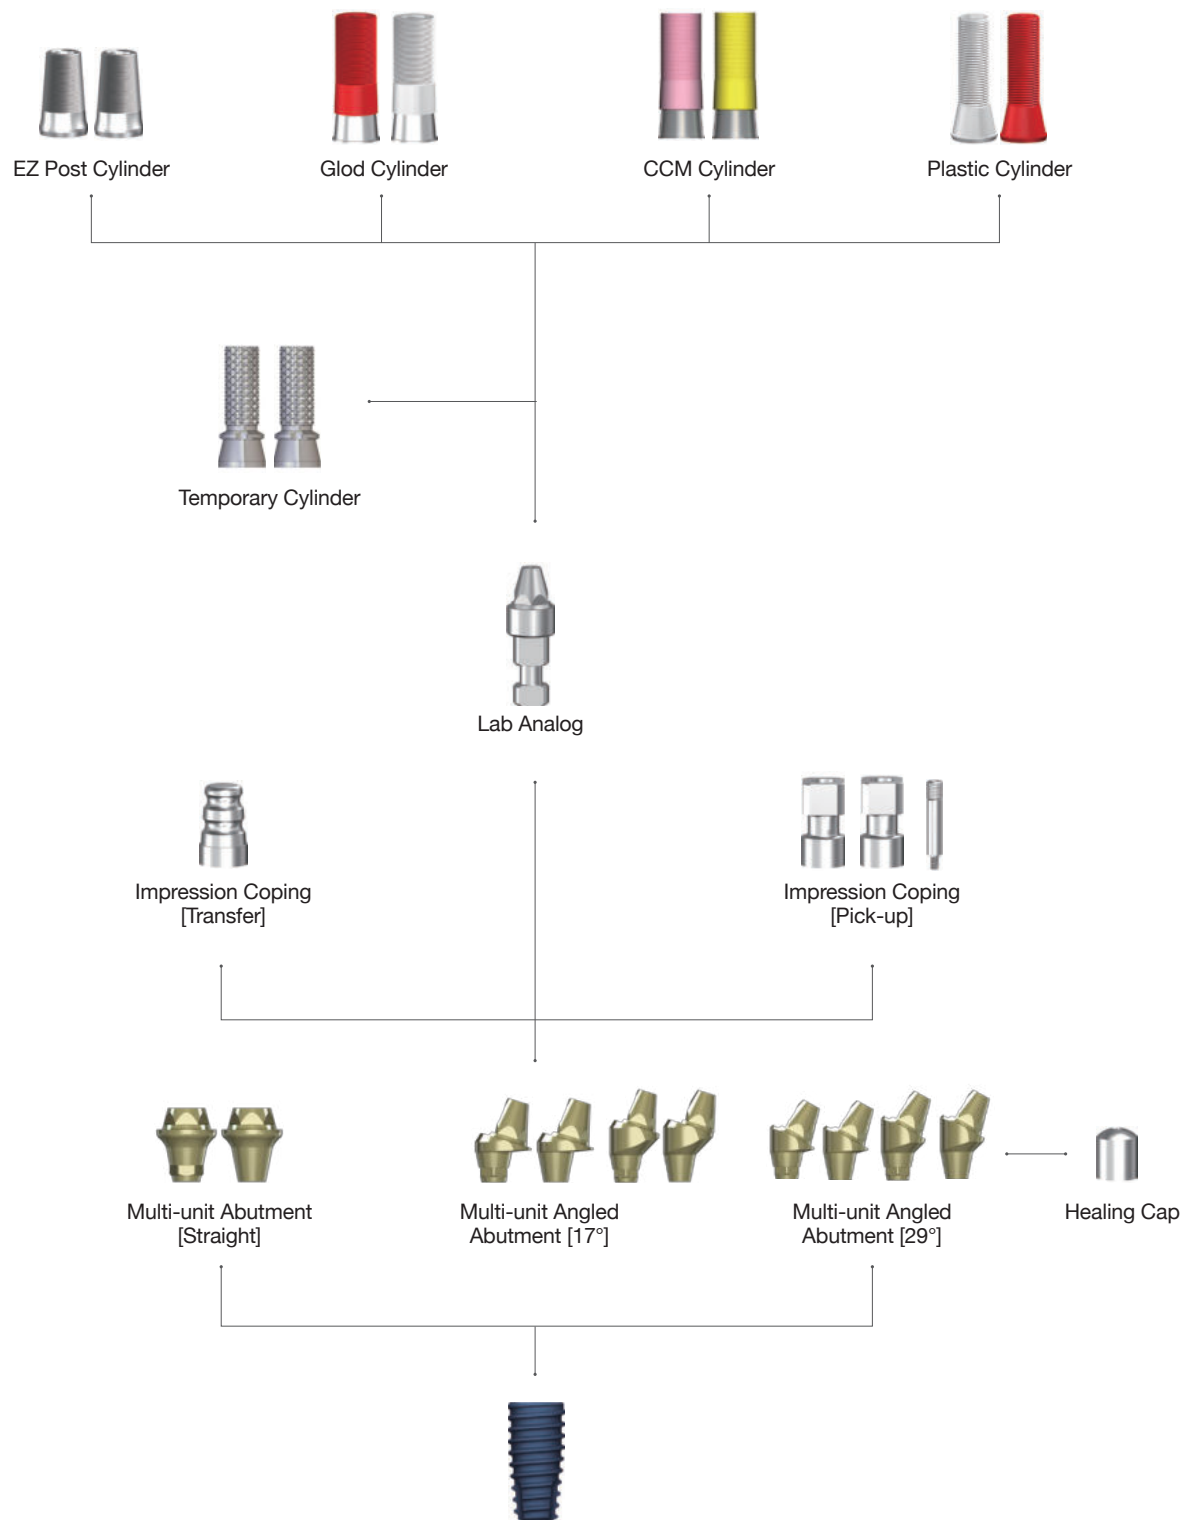 EZ Post Cylinder
Glod Cylinder
CCM Cylinder
Plastic Cylinder
Temporary Cylinder
Lab Analog
Impression Coping
[Transfer]
Impression Coping
[Pick-up]
Multi-unit Abutment
[Straight]
Multi-unit Angled
Abutment [17°]
Multi-unit Angled
Abutment [29°]
Healing Cap